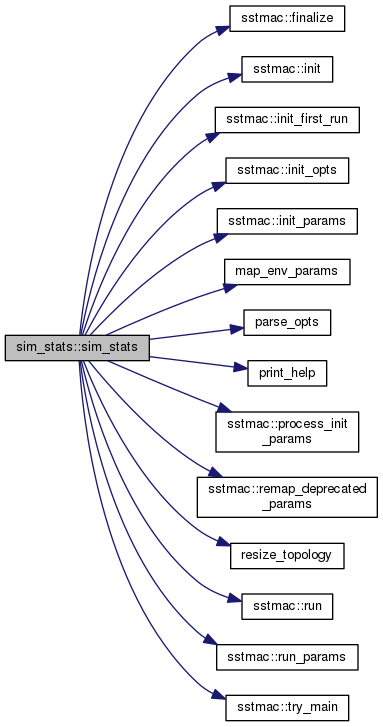 sstmac::finalize
sstmac::init
sstmac::init_first_run
sstmac::init_opts
sstmac::init_params
map_env_params
parse_opts
sim_stats::sim_stats
print_help
sstmac::process_init
_params
sstmac::remap_deprecated
_params
resize_topology
sstmac::run
sstmac::run_params
sstmac::try_main